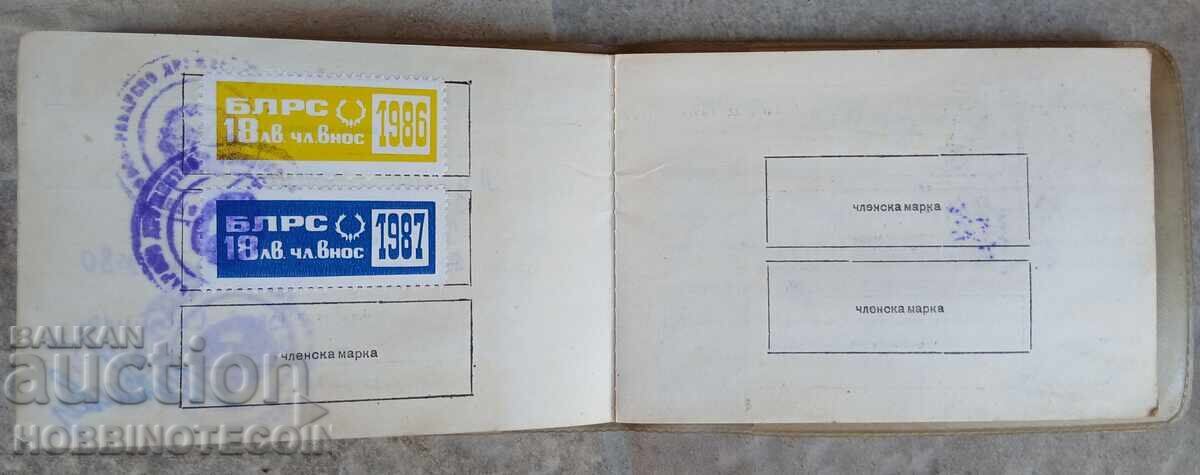 БЛРС
18 лв. чл. внос
1986
БЛРС
18 лв. чл. внос
1987
членска марка
членска марка
членска марка
BALKAN
auction
HOBBINOTECOIN